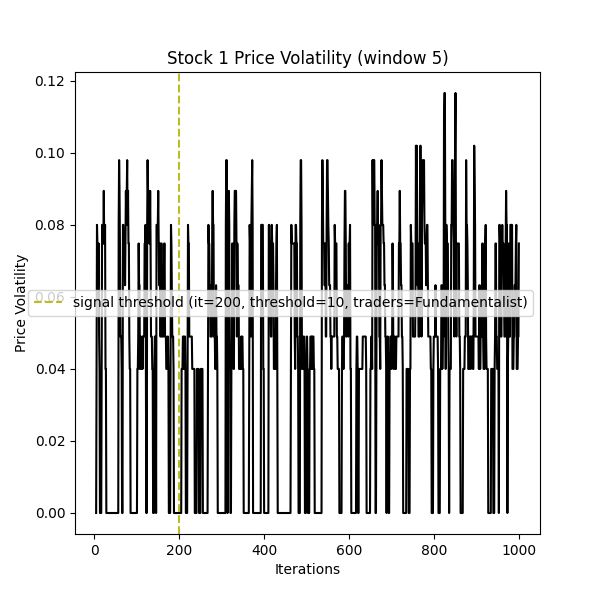 Stock 1 Price Volatility (window 5)
0.12
0.10
0.08
0.06
0.04
0.02
0.00
Price Volatility
signal threshold (it=200, threshold=10, traders=Fundamentalist)
0 200 400 600 800 1000
Iterations